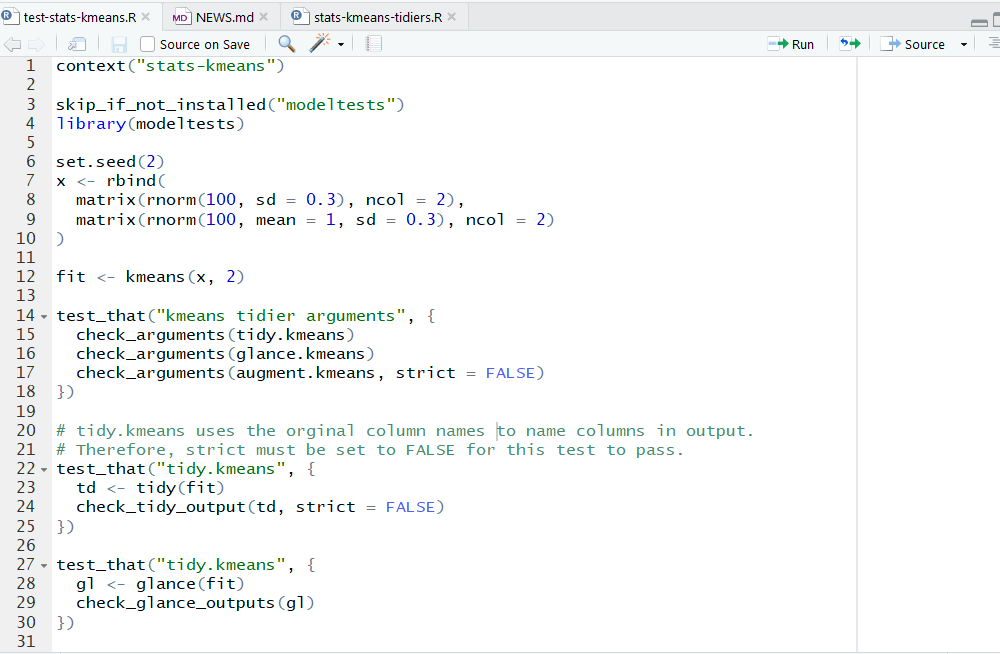 test-stats-kmeans.R NEWS.md stats-kmeans-tidiers.R
Source on Save Run Source
1 context("stats-kmeans")
2
3 skip_if_not_installed("modeltests")
4 library(modeltests)
5
6 set.seed(2)
7 x <- rbind(
8   matrix(rnorm(100, sd = 0.3), ncol = 2),
9   matrix(rnorm(100, mean = 1, sd = 0.3), ncol = 2)
10 )
11
12 fit <- kmeans(x, 2)
13
14 test_that("kmeans tidier arguments", {
15   check_arguments(tidy.kmeans)
16   check_arguments(glance.kmeans)
17   check_arguments(augment.kmeans, strict = FALSE)
18 })
19
20 # tidy.kmeans uses the orginal column names to name columns in output.
21 # Therefore, strict must be set to FALSE for this test to pass.
22 test_that("tidy.kmeans", {
23   td <- tidy(fit)
24   check_tidy_output(td, strict = FALSE)
25 })
26
27 test_that("tidy.kmeans", {
28   gl <- glance(fit)
29   check_glance_outputs(gl)
30 })
31